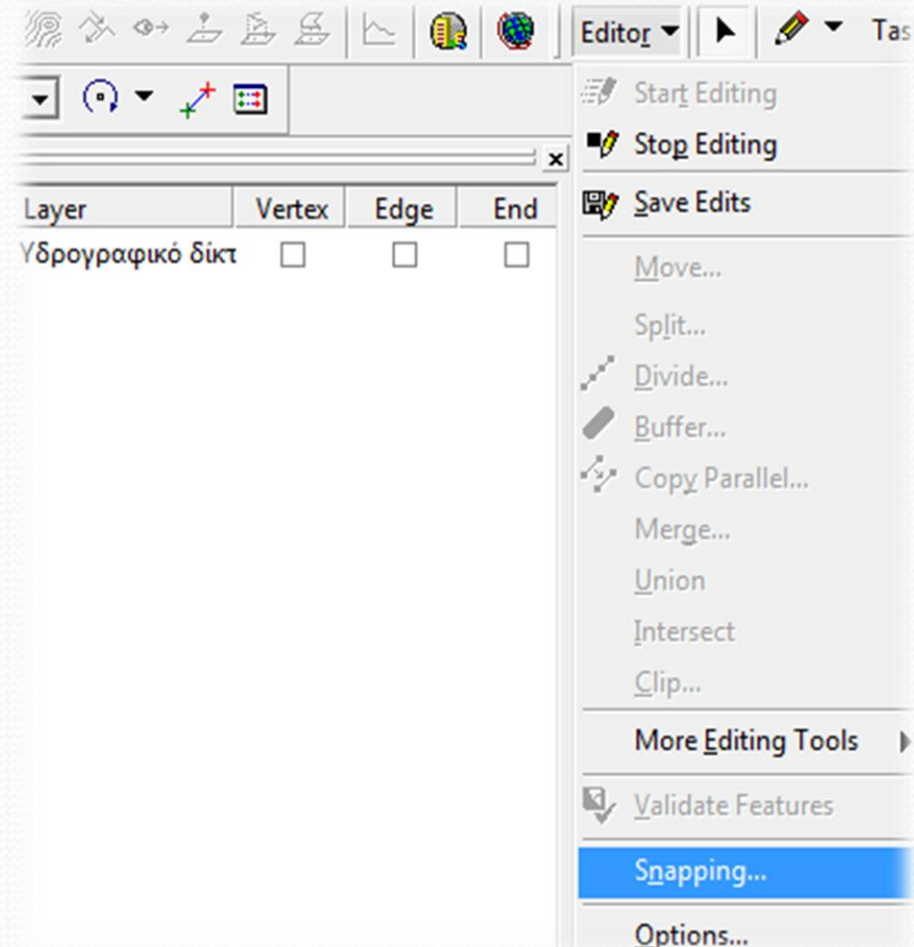 Editor Tas
Layer Vertex Edge End
Υδρογραφικό δίκτ
Start Editing
Stop Editing
Save Edits
Move...
Split...
Divide...
Buffer...
Copy Parallel...
Merge...
Union
Intersect
Clip...
More Editing Tools
Validate Features
Snapping...
Options...